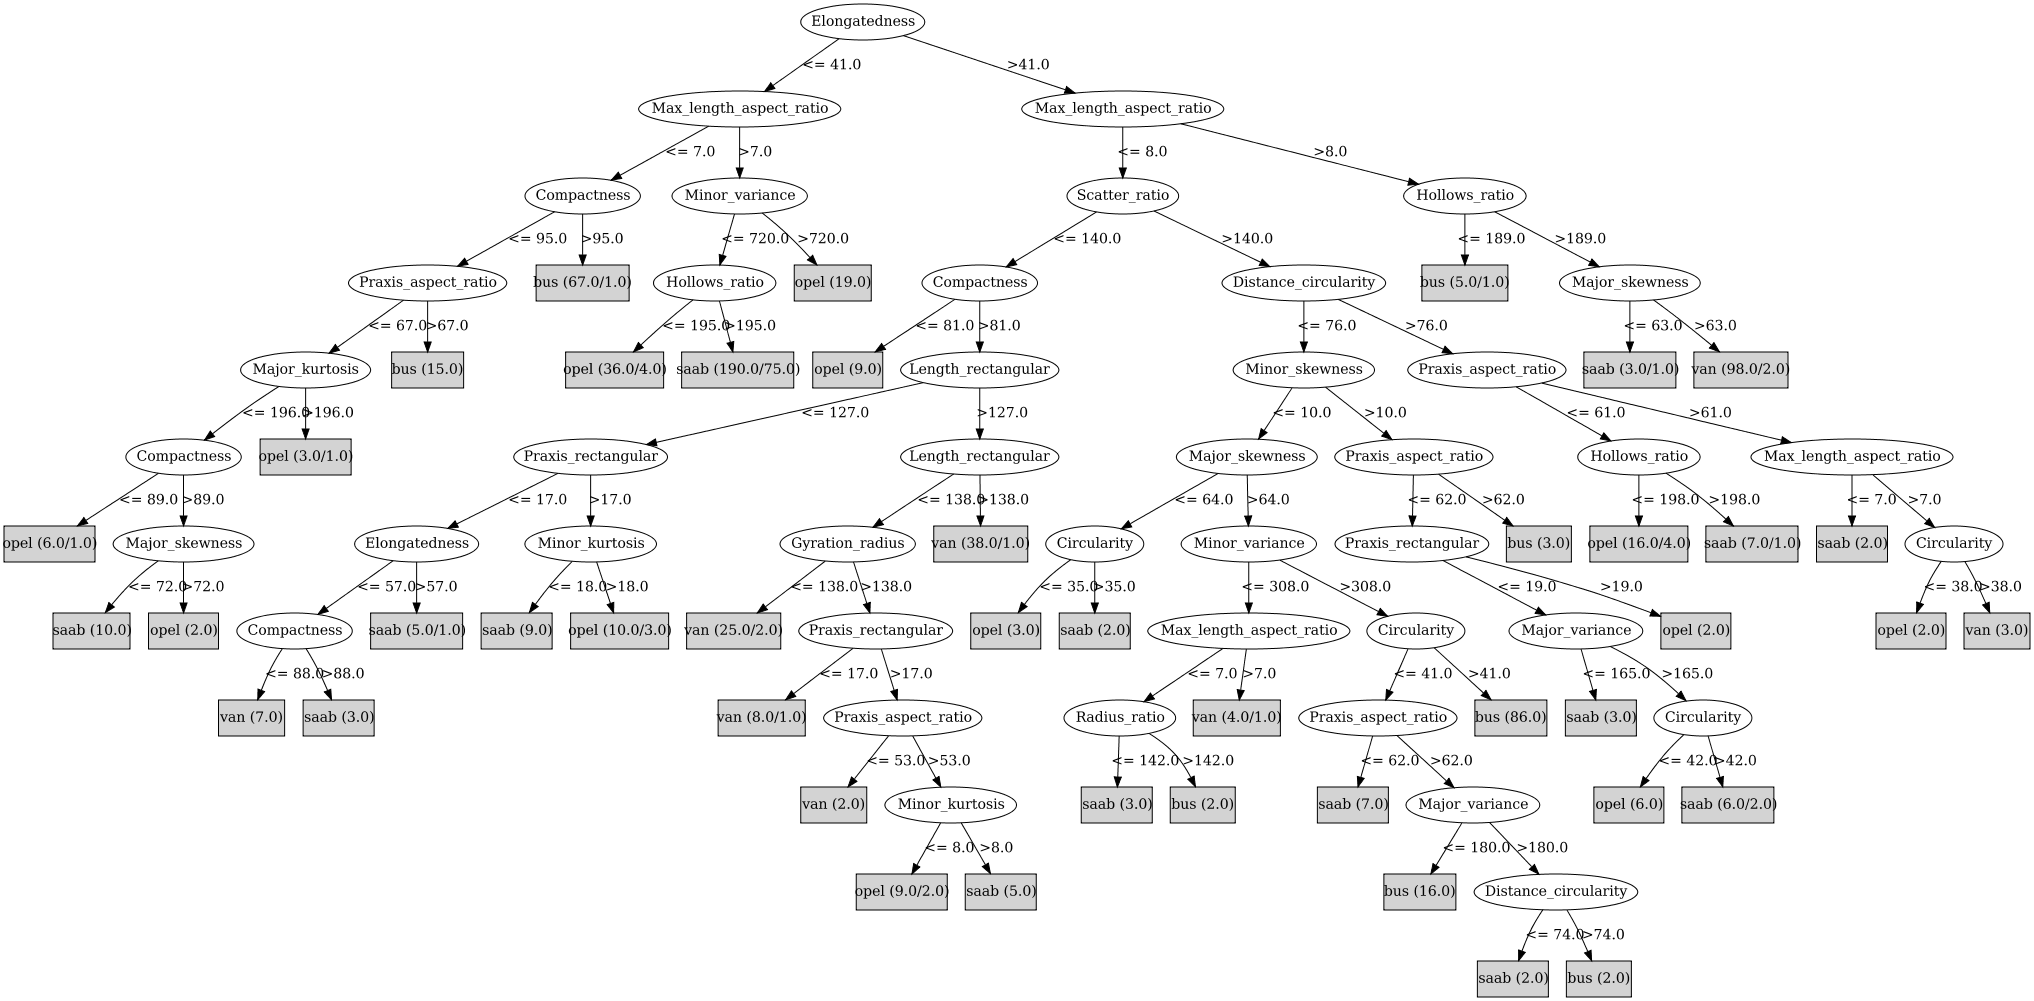 Elongatedness
<= 41.0 >41.0
Max_length_aspect_ratio Max_length_aspect_ratio
<= 7.0 >7.0 <= 8.0 >8.0
Compactness Minor_variance Scatter_ratio Hollows_ratio
<= 95.0 >95.0 <= 720.0 >720.0 <= 140.0 >140.0 <= 189.0 >189.0
Praxis_aspect_ratio bus (67.0/1.0) Hollows_ratio opel (19.0) Compactness Distance_circularity bus (5.0/1.0) Major_skewness
<= 67.0 >67.0 <= 195.0 >195.0 <= 81.0 >81.0 <= 76.0 >76.0 <= 63.0 >63.0
Major_kurtosis bus (15.0) opel (36.0/4.0) saab (190.0/75.0) opel (9.0) Length_rectangular Minor_skewness Praxis_aspect_ratio saab (3.0/1.0) van (98.0/2.0)
<= 196.0 >196.0 <= 127.0 >127.0 <= 10.0 >10.0 <= 61.0 >61.0
Compactness opel (3.0/1.0) Praxis_rectangular Length_rectangular Major_skewness Praxis_aspect_ratio Hollows_ratio Max_length_aspect_ratio
<= 89.0 >89.0 <= 17.0 >17.0 <= 138.0 >138.0 <= 64.0 >64.0 <= 62.0 >62.0 <= 198.0 >198.0 <= 7.0 >7.0
opel (6.0/1.0) Major_skewness Elongatedness Minor_kurtosis Gyration_radius van (38.0/1.0) Circularity Minor_variance Praxis_rectangular bus (3.0) opel (16.0/4.0) saab (7.0/1.0) saab (2.0) Circularity
<= 72.0 >72.0 <= 57.0 >57.0 <= 18.0 >18.0 <= 138.0 >138.0 <= 35.0 >35.0 <= 308.0 >308.0 <= 19.0 >19.0 <= 38.0 >38.0
saab (10.0) opel (2.0) Compactness saab (5.0/1.0) saab (9.0) opel (10.0/3.0) van (25.0/2.0) Praxis_rectangular opel (3.0) saab (2.0) Max_length_aspect_ratio Circularity Major_variance opel (2.0) opel (2.0) van (3.0)
<= 88.0 >88.0 <= 17.0 >17.0 <= 7.0 >7.0 <= 41.0 >41.0 <= 165.0 >165.0
van (7.0) saab (3.0) van (8.0/1.0) Praxis_aspect_ratio Radius_ratio van (4.0/1.0) Praxis_aspect_ratio bus (86.0) saab (3.0) Circularity
<= 53.0 >53.0 <= 142.0 >142.0 <= 62.0 >62.0 <= 42.0 >42.0
van (2.0) Minor_kurtosis saab (3.0) bus (2.0) saab (7.0) Major_variance opel (6.0) saab (6.0/2.0)
<= 8.0 >8.0 <= 180.0 >180.0
opel (9.0/2.0) saab (5.0) bus (16.0) Distance_circularity
<= 74.0 >74.0
saab (2.0) bus (2.0)